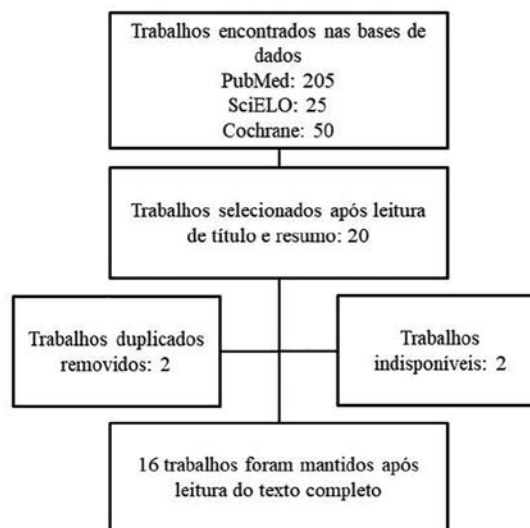 Trabalhos encontrados nas bases de
dados
PubMed: 205
SciELO: 25
Cochrane: 50
Trabalhos selecionados após leitura
de título e resumo: 20
Trabalhos duplicados
removidos: 2
Trabalhos
indisponíveis: 2
16 trabalhos foram mantidos após
leitura do texto completo